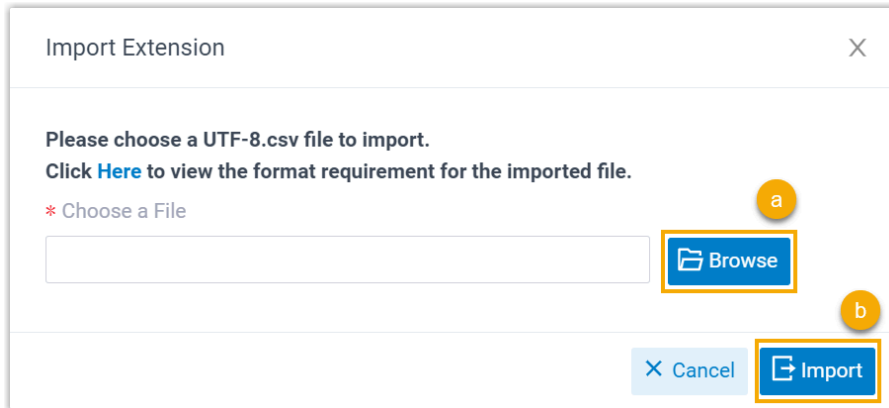 Import Extension
Please choose a UTF-8.csv file to import.
Click Here to view the format requirement for the imported file.
* Choose a File
a
Browse
b
Cancel
Import